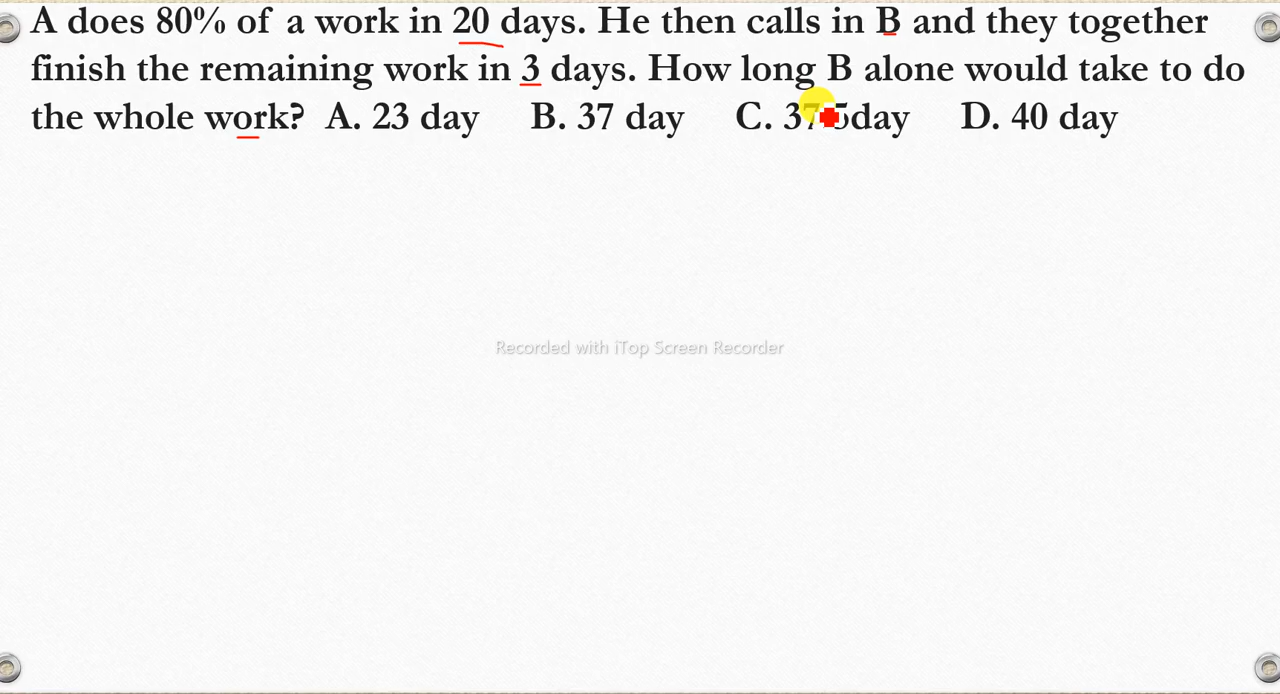 A does 80% of a work in 20 days. He then calls in B and they together
finish the remaining work in 3 days. How long B alone would take to do
the whole work? A. 23 day B. 37 day C. 37.5day D. 40 day
Recorded with iTop Screen Recorder